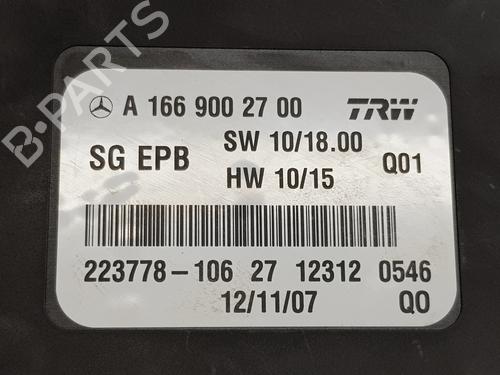 B-PARTS
A 166 900 27 00 TRW
SG EPB SW 10/18.00 Q01
HW 10/15
223778-106 27 12312 0546
12/11/07 QO